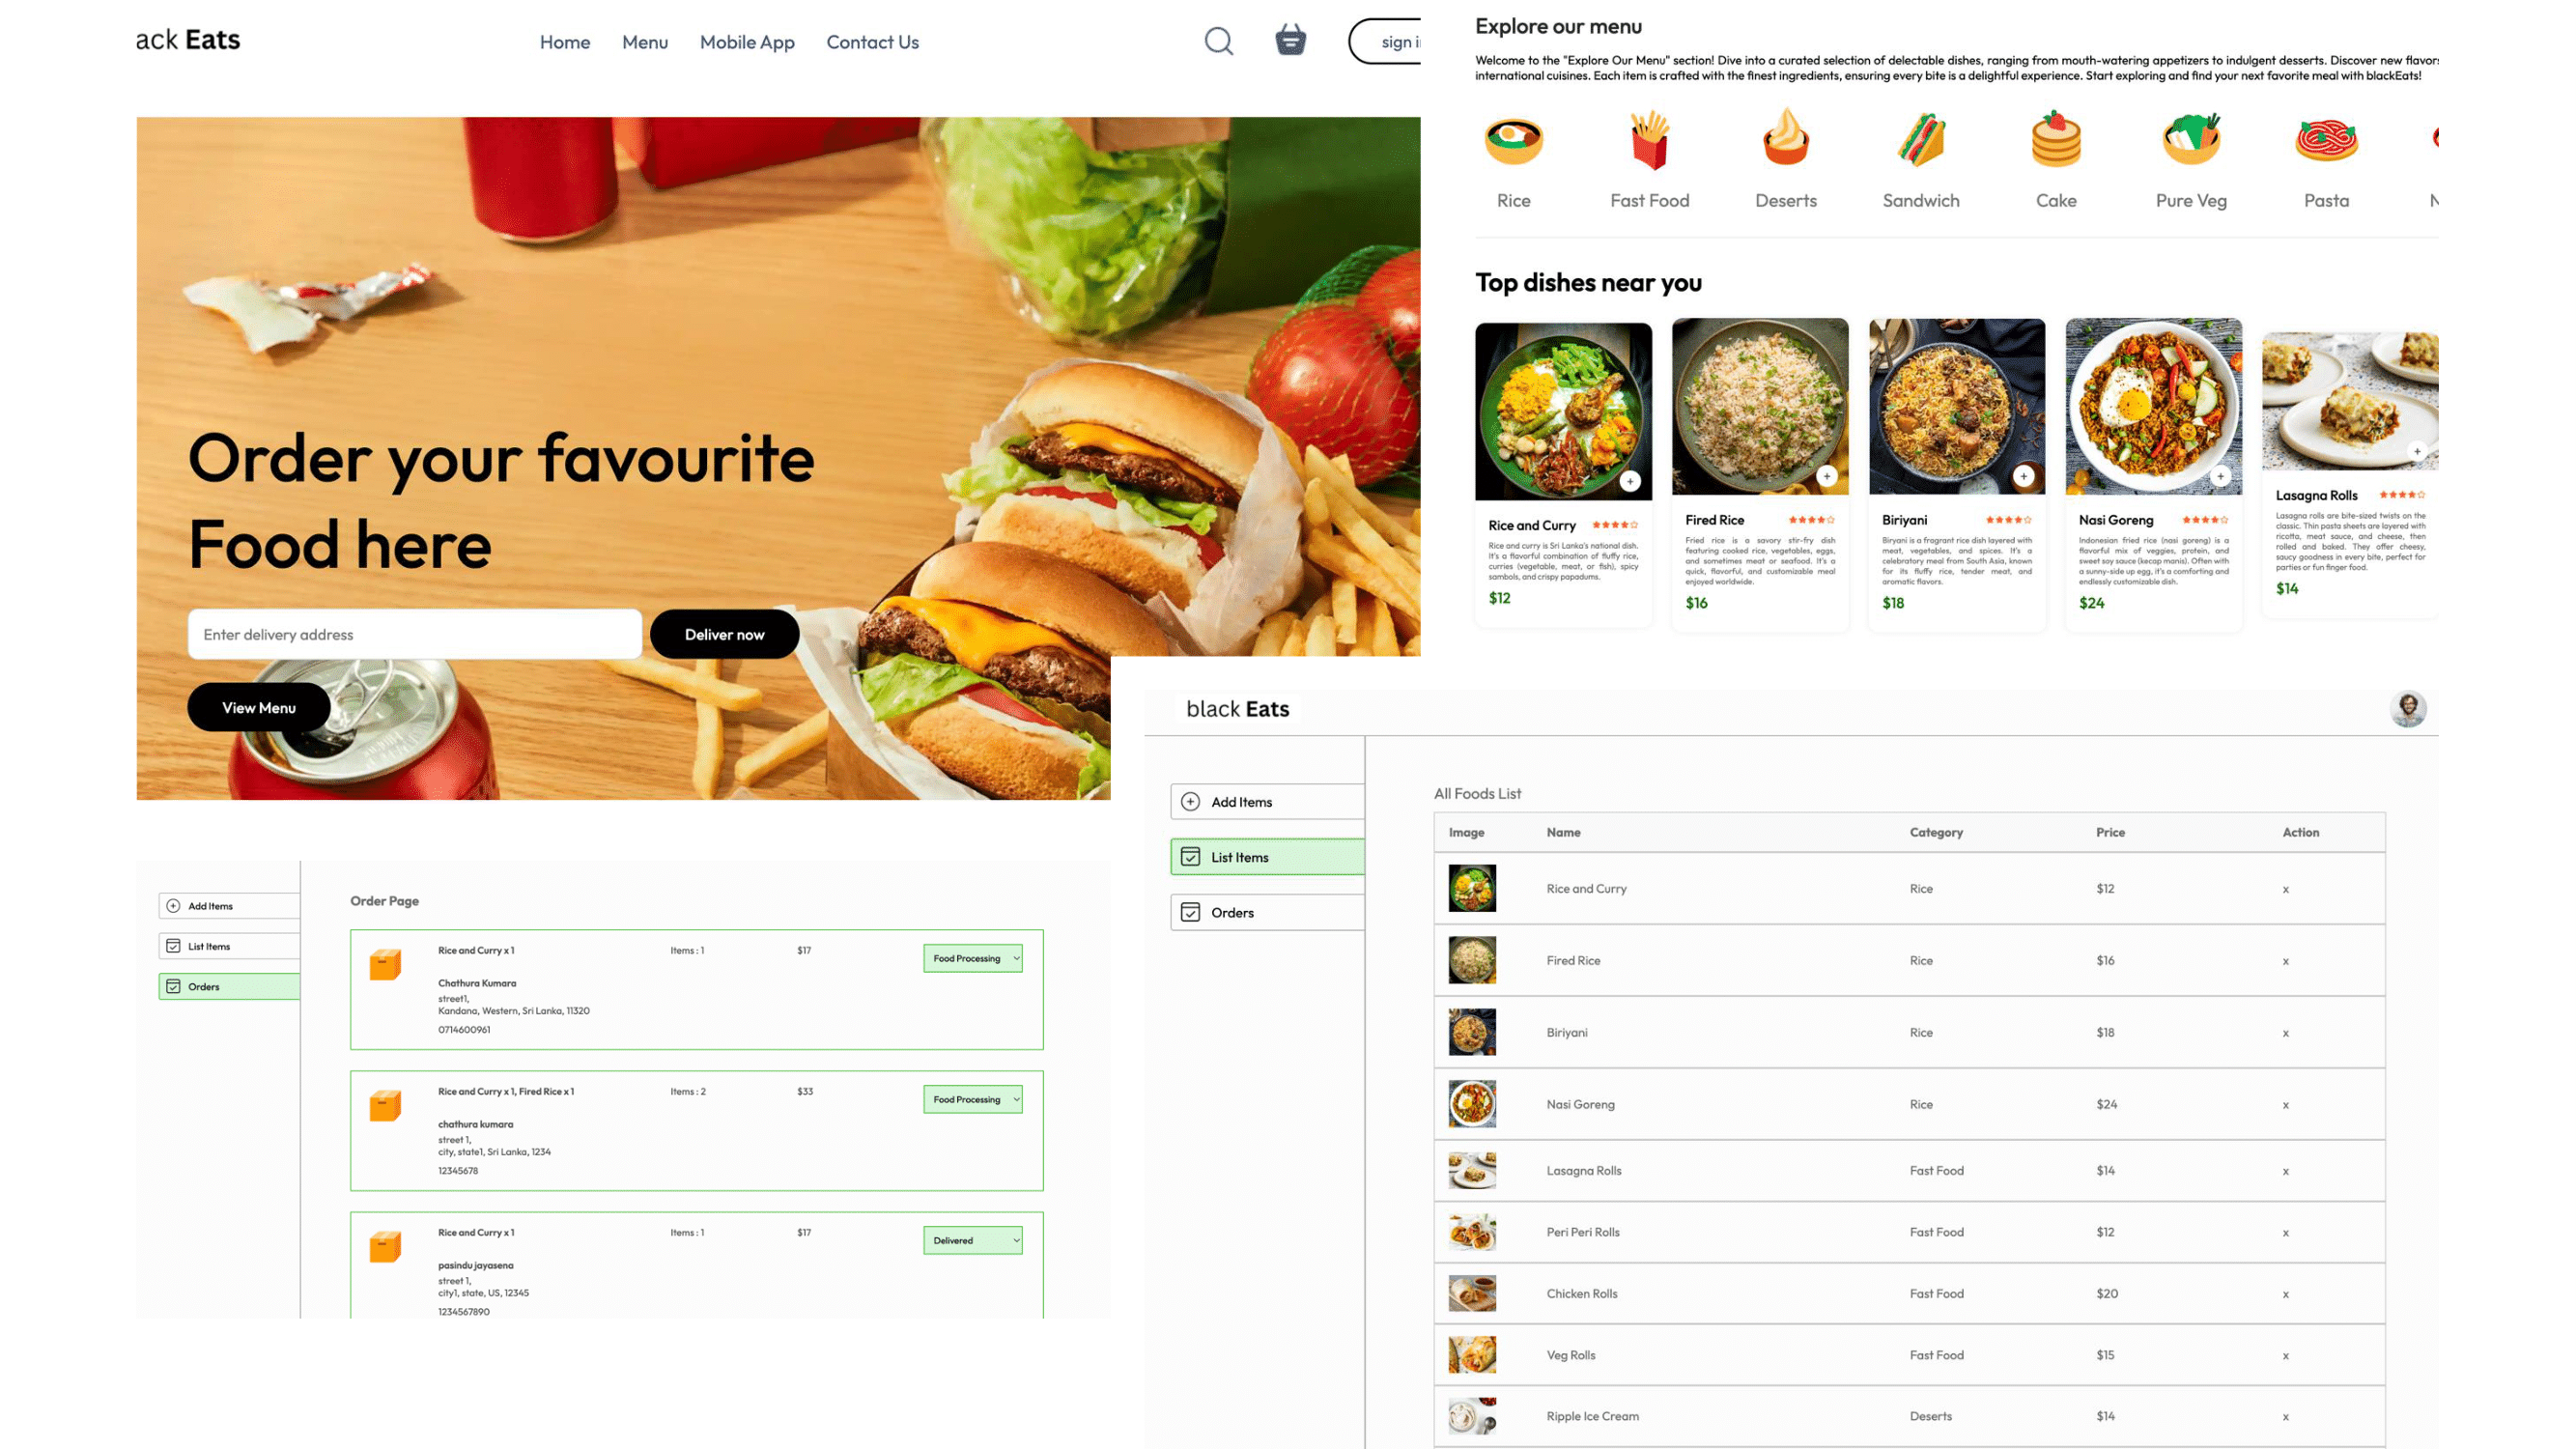 ack Eats
Home Menu Mobile App Contact Us
sign i
Order your favourite
Food here
Enter delivery address
Deliver now
View Menu
Explore our menu
Welcome to the "Explore Our Menu" section! Dive into a curated selection of delectable dishes, ranging from mouth-watering appetizers to indulgent desserts. Discover new flavor
international cuisines. Each item is crafted with the finest ingredients, ensuring every bite is a delightful experience. Start exploring and find your next favorite meal with blackEats!
Rice Fast Food Deserts Sandwich Cake Pure Veg Pasta N
Top dishes near you
Rice and Curry
Rice and curry is Sri Lanka's national dish.
It's a flavorful combination of fluffy rice,
curries (vegetable, meat, or fish), spicy
sambols, and crispy papadums.
$12
Fired Rice
Fried rice is a savory stir-fry dish
featuring cooked rice, vegetables, eggs,
and sometimes meat or seafood. It's a
quick, flavorful, and customizable meal
enjoyed worldwide.
$16
Biriyani
Biryani is a fragrant rice dish layered with
meat, vegetables, and spices. It's a
celebratory meal from South Asia, known
for its fluffy rice, tender meat, and
aromatic flavors.
$18
Nasi Goreng
Indonesian fried rice (nasi goreng) is a
flavorful mix of veggies, protein, and
sweet soy sauce (kecap manis). Often with
a sunny-side up egg, it's a comforting and
endlessly customizable dish.
$24
Lasagna Rolls
Lasagna rolls are bite-sized twists on the
classic. Thin pasta sheets are layered with
ricotta, meat sauce, and cheese, then
rolled and baked. They offer cheesy,
saucy goodness in every bite, perfect for
parties or fun finger food.
$14
Add Items
List Items
Orders
Order Page
Rice and Curry x 1 Items : 1 $17 Food Processing
Chathura Kumara
street1,
Kandana, Western, Sri Lanka, 11320
0714600961
Rice and Curry x 1, Fired Rice x 1 Items : 2 $33 Food Processing
chathura kumara
street 1,
city, state1, Sri Lanka, 1234
12345678
Rice and Curry x 1 Items : 1 $17 Delivered
pasindu jayasena
street 1,
city1, state, US, 12345
1234567890
black Eats
Add Items
List Items
Orders
All Foods List
Image Name Category Price Action
Rice and Curry Rice $12 x
Fired Rice Rice $16 x
Biriyani Rice $18 x
Nasi Goreng Rice $24 x
Lasagna Rolls Fast Food $14 x
Peri Peri Rolls Fast Food $12 x
Chicken Rolls Fast Food $20 x
Veg Rolls Fast Food $15 x
Ripple Ice Cream Deserts $14 x